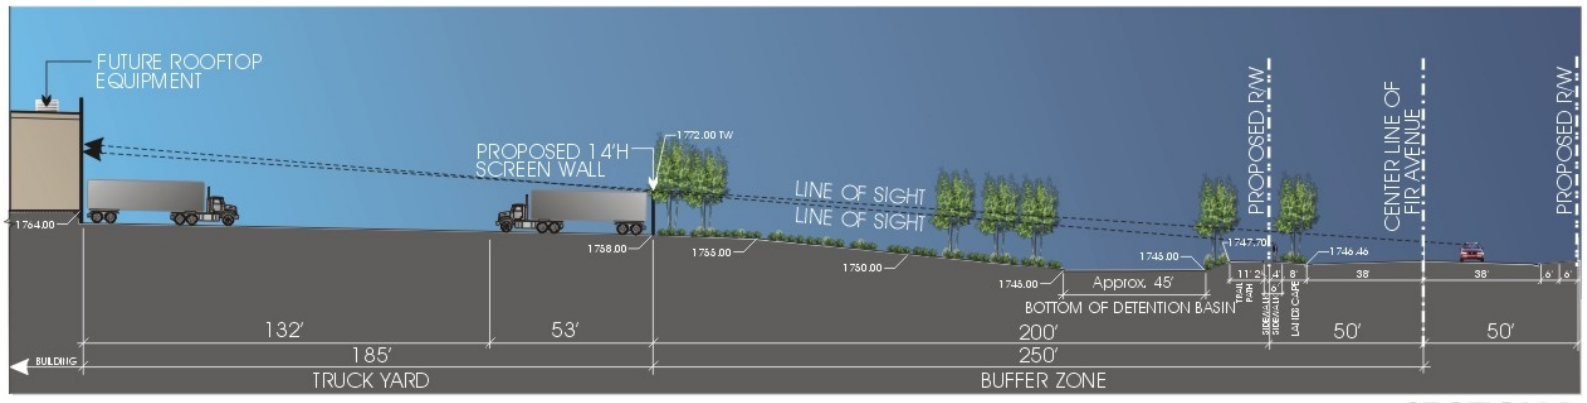 FUTURE ROOFTOP
EQUIPMENT
PROPOSED 14'H
SCREEN WALL
1772.00 TW
LINE OF SIGHT
LINE OF SIGHT
PROPOSED R/W
CENTER LINE OF
FIR AVENUE
PROPOSED R/W
1764.00
1758.00
1755.00
1750.00
1745.00
1745.00
1747.70
1746.46
Approx. 45'
BOTTOM OF DETENTION BASIN
11'
2'
4'
8'
38'
38'
6'
6'
TRAIL
PATH
SIDEWALK
6'
SIDEWALK
LANDSCAPE
132'
53'
200'
50'
50'
BUILDING
185'
250'
TRUCK YARD
BUFFER ZONE